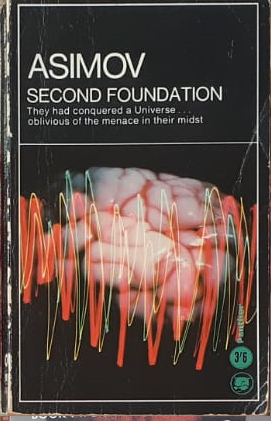 ASIMOV
SECOND FOUNDATION
They had conquered a Universe...
oblivious of the menace in their midst
Panther
3'6